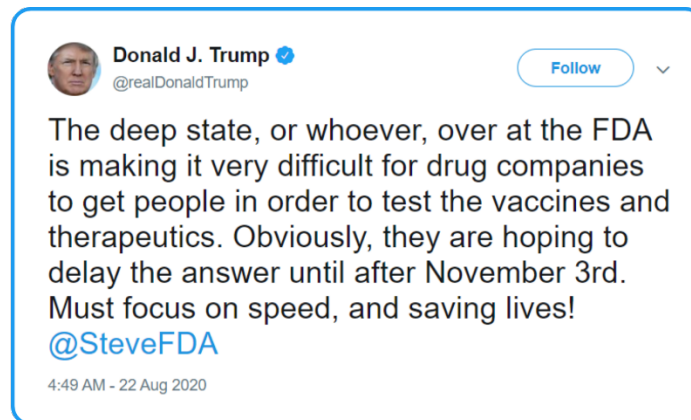 Donald J. Trump
@realDonaldTrump
Follow
The deep state, or whoever, over at the FDA
is making it very difficult for drug companies
to get people in order to test the vaccines and
therapeutics. Obviously, they are hoping to
delay the answer until after November 3rd.
Must focus on speed, and saving lives!
@SteveFDA
4:49 AM - 22 Aug 2020